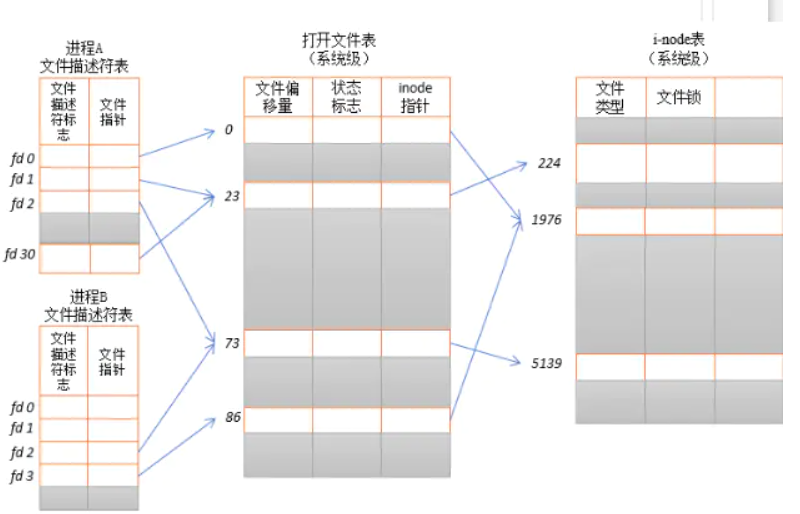 进程A
文件描述符表
文件
描述
符标
志
文件
指针
fd 0
fd 1
fd 2
fd 30
进程B
文件描述符表
文件
描述
符标
志
文件
指针
fd 0
fd 1
fd 2
fd 3
打开文件表
（系统级）
文件偏
移量
状态
标志
inode
指针
0
23
73
86
i-node表
（系统级）
文件
类型
文件锁
224
1976
5139